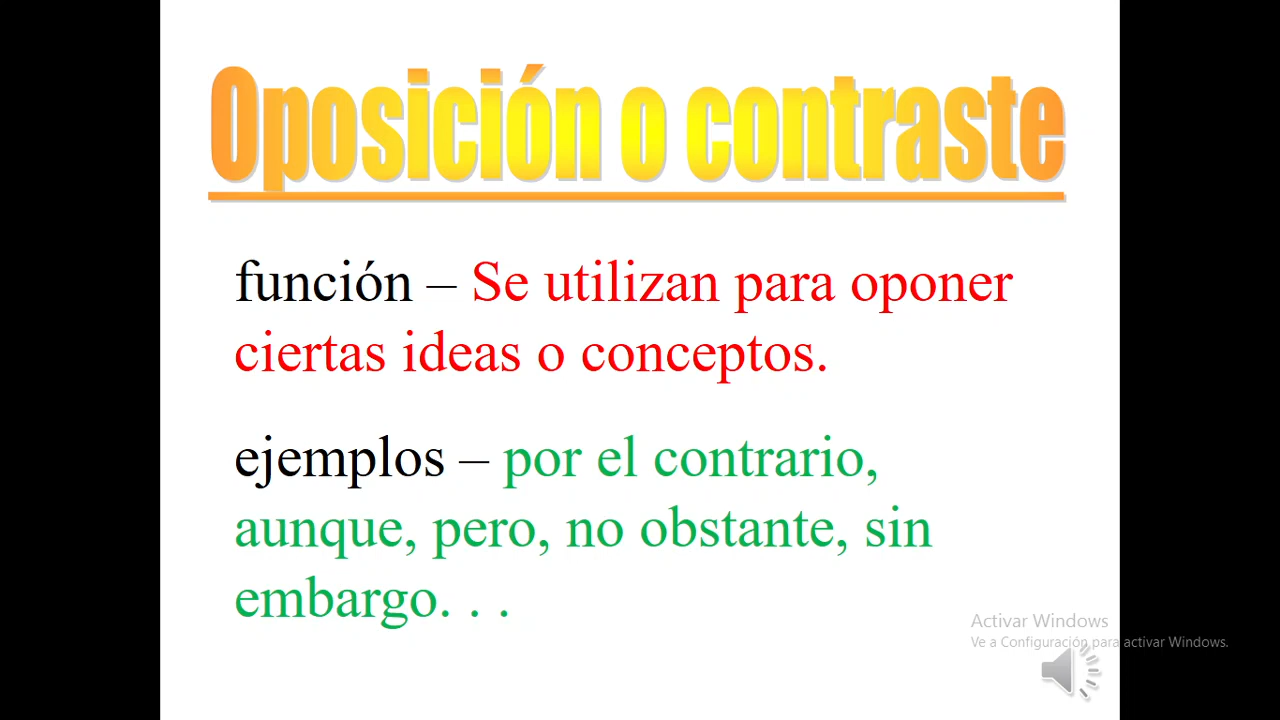 Oposición o contraste
función – Se utilizan para oponer
ciertas ideas o conceptos.
ejemplos – por el contrario,
aunque, pero, no obstante, sin
embargo. . .
Activar Windows
Ve a Configuración para activar Windows.